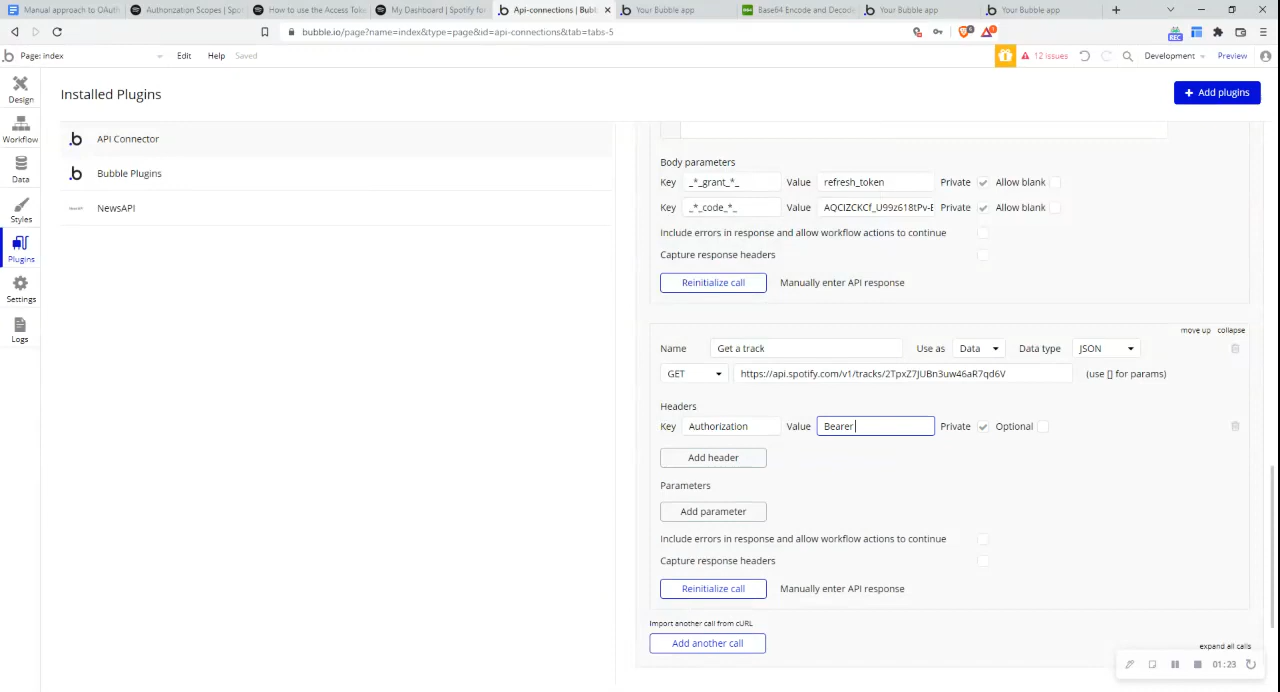 Manual approach to OAuth
Authorization Scopes | Spot
How to use the Access Toke
My Dashboard | Spotify for
Api-connections | Bubb
Your Bubble app
Base64 Encode and Decode
Your Bubble app
Your Bubble app
bubble.io/page?name=index&type=page&id=api-connections&tab=tabs-5
REC
Page: index
Edit
Help
Saved
12 issues
Development
Preview
Design
Workflow
Data
Styles
Plugins
Settings
Logs
Installed Plugins
+ Add plugins
API Connector
Bubble Plugins
NewsAPI
Body parameters
Key _*_grant_*_ Value refresh_token Private Allow blank
Key _*_code_*_ Value AQClZCKCf_U99z618tPv-E Private Allow blank
Include errors in response and allow workflow actions to continue
Capture response headers
Reinitialize call Manually enter API response
move up collapse
Name Get a track Use as Data Data type JSON
GET https://api.spotify.com/v1/tracks/2TpxZ7JUBn3uw46aR7qd6V (use [] for params)
Headers
Key Authorization Value Bearer Private Optional
Add header
Parameters
Add parameter
Include errors in response and allow workflow actions to continue
Capture response headers
Reinitialize call Manually enter API response
Import another call from cURL
Add another call
expand all calls
01:23